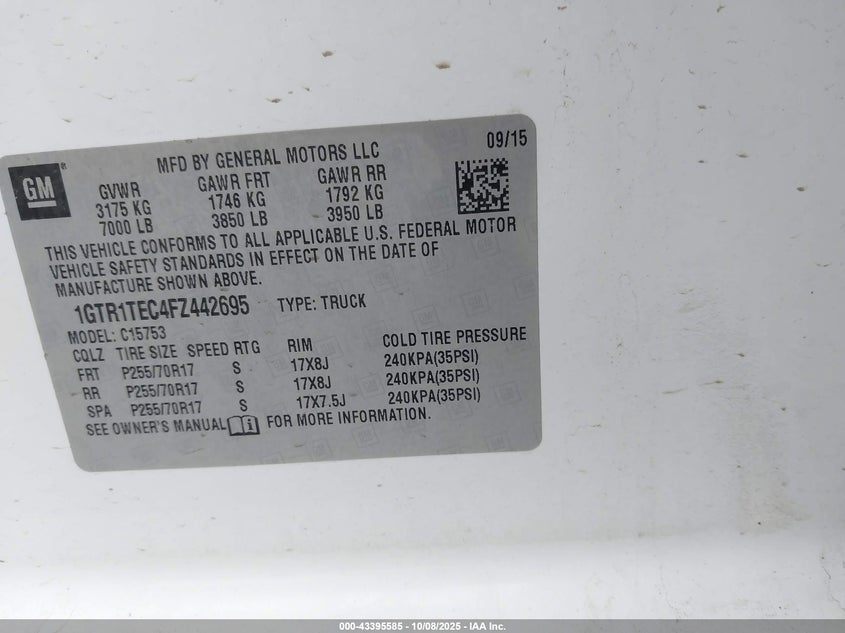 GM
MFD BY GENERAL MOTORS LLC 09/15
GVWR GAWR FRT GAWR RR
3175 KG 1746 KG 1792 KG
7000 LB 3850 LB 3950 LB
THIS VEHICLE CONFORMS TO ALL APPLICABLE U.S. FEDERAL MOTOR
VEHICLE SAFETY STANDARDS IN EFFECT ON THE DATE OF
MANUFACTURE SHOWN ABOVE.
1GTR1TEC4FZ442695 TYPE: TRUCK
MODEL: C15753
CQLZ TIRE SIZE SPEED RTG RIM COLD TIRE PRESSURE
FRT P255/70R17 S 17X8J 240KPA(35PSI)
RR P255/70R17 S 17X8J 240KPA(35PSI)
SPA P255/70R17 S 17X7.5J 240KPA(35PSI)
SEE OWNER'S MANUAL FOR MORE INFORMATION.
000-43395585 - 10/08/2025 - IAA Inc.